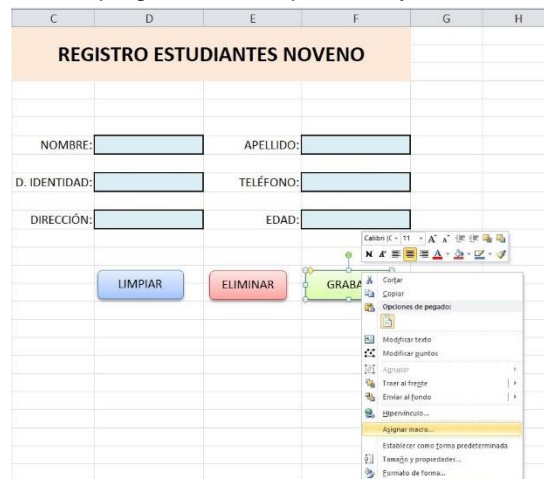 C D E F G H
REGISTRO ESTUDIANTES NOVENO
NOMBRE: APELLIDO:
D. IDENTIDAD: TELÉFONO:
DIRECCIÓN: EDAD:
Calibri (C 11 A A
N K A
LIMPIAR ELIMINAR GRABA
Cortar
Copiar
Opciones de pegado:
Modificar texto
Modificar puntos
Agrupar
Traer al frente
Enviar al fondo
Hipervínculo...
Asignar macro...
Establecer como forma predeterminada
Tamaño y propiedades...
Formato de forma...